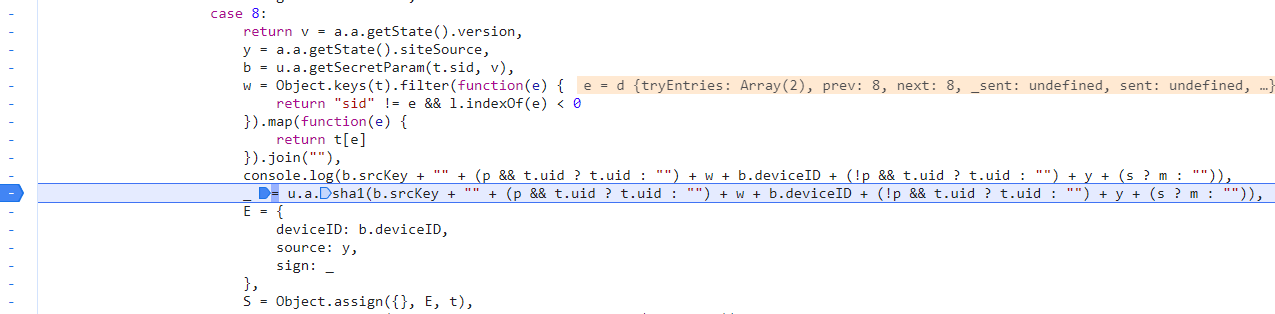 case 8:
return v = a.a.getState().version,
y = a.a.getState().siteSource,
b = u.a.getSecretParam(t.sid, v),
w = Object.keys(t).filter(function(e) { e = d {tryEntries: Array(2), prev: 8, next: 8, _sent: undefined, sent: undefined, …}
return "sid" != e && l.indexOf(e) < 0
}).map(function(e) {
return t[e]
}).join(""),
console.log(b.srcKey + "" + (p && t.uid ? t.uid : "") + w + b.deviceID + (!p && t.uid ? t.uid : "") + y + (s ? m : "")),
_ = u.a.sha1(b.srcKey + "" + (p && t.uid ? t.uid : "") + w + b.deviceID + (!p && t.uid ? t.uid : "") + y + (s ? m : "")),
E = {
deviceID: b.deviceID,
source: y,
sign: _
},
S = Object.assign({}, E, t),